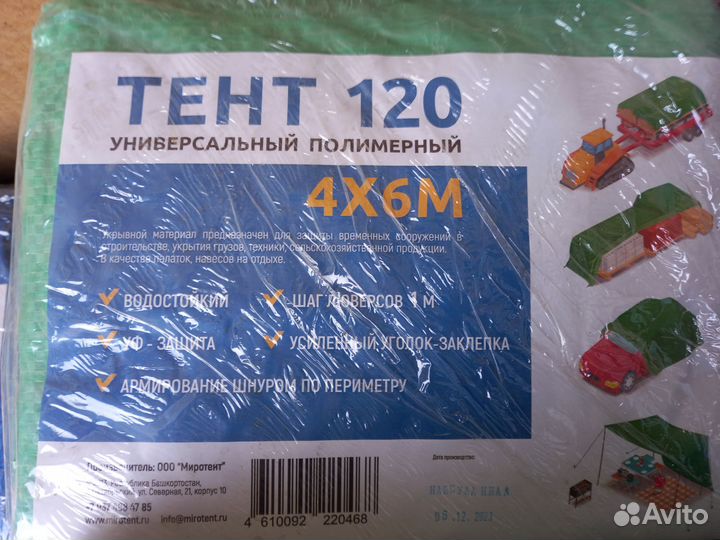 ТЕНТ 120
УНИВЕРСАЛЬНЫЙ ПОЛИМЕРНЫЙ
4Х6М
Укрывной материал предназначен для защиты временных сооружений в
строительстве, укрытия грузов, техники, сельскохозяйственной продукции.
В качестве палаток, навесов на отдыхе.
ВОДОСТОЙКИЙ
ШАГ ЛЮВЕРСОВ 1 М
УФ - ЗАЩИТА
УСИЛЕННЫЙ УГОЛОК-ЗАКЛЕПКА
АРМИРОВАНИЕ ШНУРОМ ПО ПЕРИМЕТРУ
Производитель: ООО "Миротент"
Башкортостан,
ул. Северная, 21, корпус 10
47 85
www.mirotent.ru info@mirotent.ru
4 610092 220468
Дата производства:
12
Avito